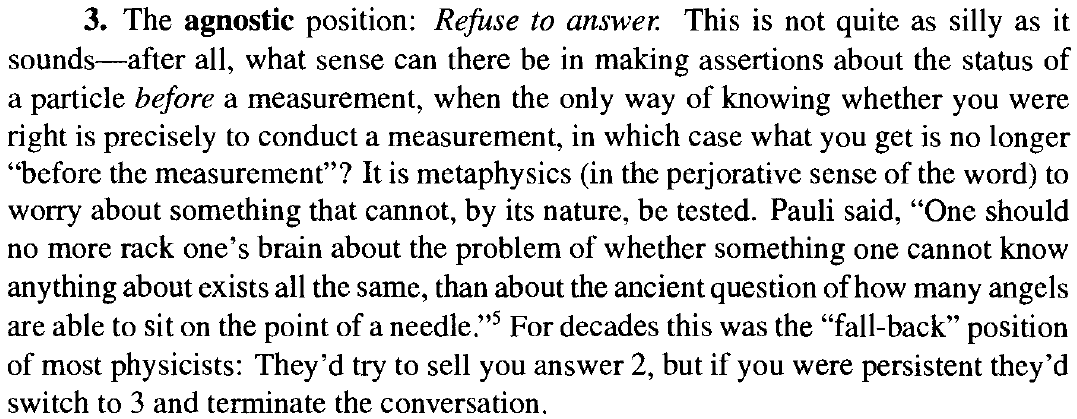 3. The agnostic position: Refuse to answer. This is not quite as silly as it
sounds—after all, what sense can there be in making assertions about the status of
a particle before a measurement, when the only way of knowing whether you were
right is precisely to conduct a measurement, in which case what you get is no longer
“before the measurement”? It is metaphysics (in the perjorative sense of the word) to
worry about something that cannot, by its nature, be tested. Pauli said, “One should
no more rack one’s brain about the problem of whether something one cannot know
anything about exists all the same, than about the ancient question of how many angels
are able to sit on the point of a needle.”⁵ For decades this was the “fall-back” position
of most physicists: They’d try to sell you answer 2, but if you were persistent they’d
switch to 3 and terminate the conversation.